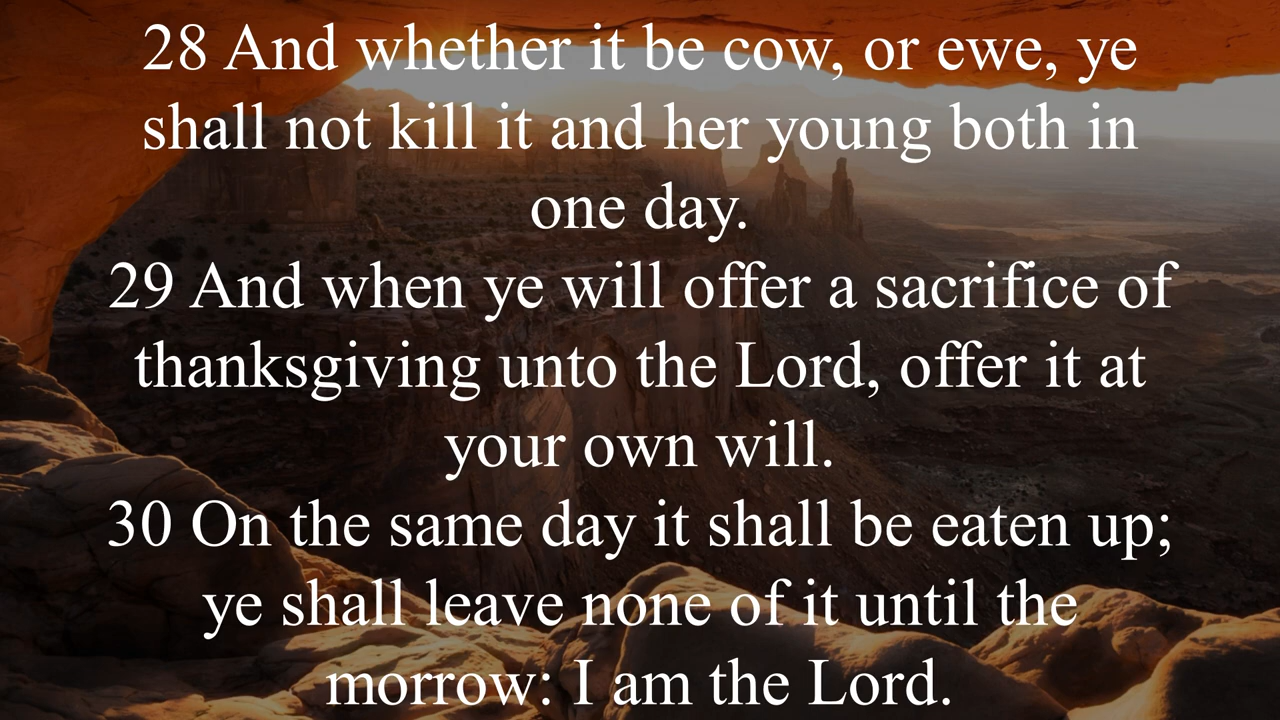 28 And whether it be cow, or ewe, ye
shall not kill it and her young both in
one day.
29 And when ye will offer a sacrifice of
thanksgiving unto the Lord, offer it at
your own will.
30 On the same day it shall be eaten up;
ye shall leave none of it until the
morrow: I am the Lord.